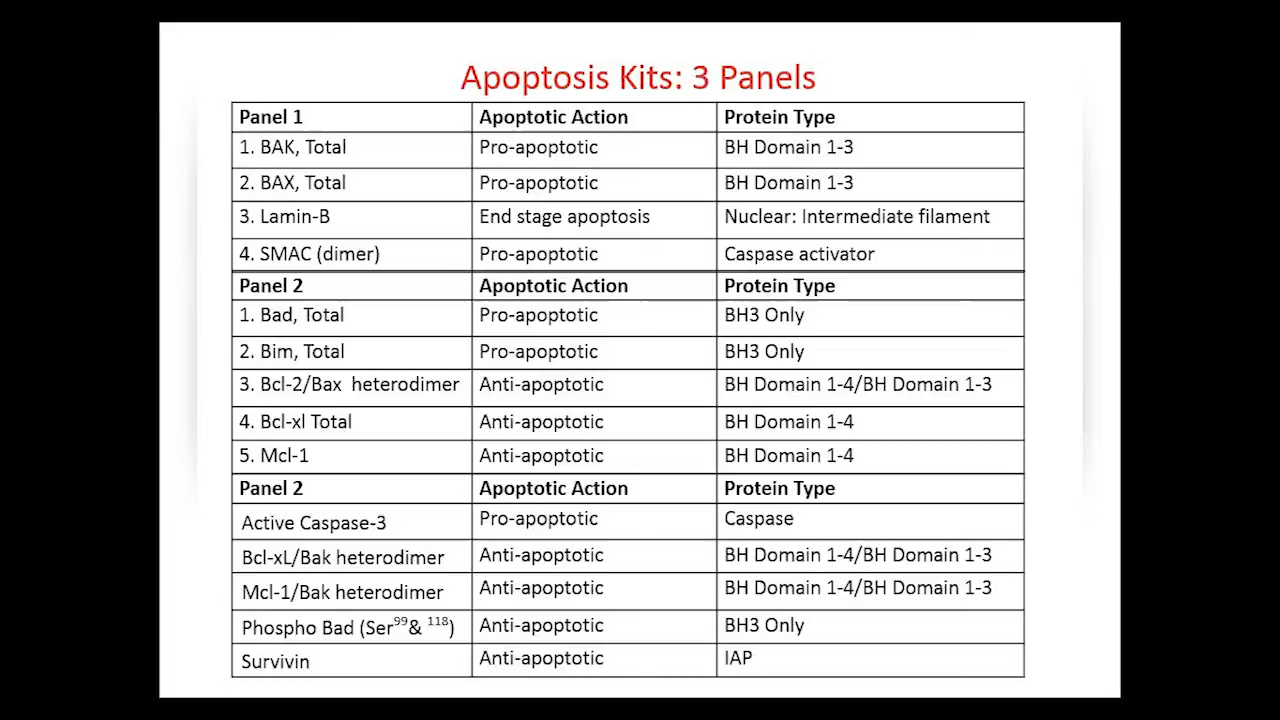 Apoptosis Kits: 3 Panels
Panel 1 Apoptotic Action Protein Type
1. BAK, Total Pro-apoptotic BH Domain 1-3
2. BAX, Total Pro-apoptotic BH Domain 1-3
3. Lamin-B End stage apoptosis Nuclear: Intermediate filament
4. SMAC (dimer) Pro-apoptotic Caspase activator
Panel 2 Apoptotic Action Protein Type
1. Bad, Total Pro-apoptotic BH3 Only
2. Bim, Total Pro-apoptotic BH3 Only
3. Bcl-2/Bax heterodimer Anti-apoptotic BH Domain 1-4/BH Domain 1-3
4. Bcl-xl Total Anti-apoptotic BH Domain 1-4
5. Mcl-1 Anti-apoptotic BH Domain 1-4
Panel 2 Apoptotic Action Protein Type
Active Caspase-3 Pro-apoptotic Caspase
Bcl-xL/Bak heterodimer Anti-apoptotic BH Domain 1-4/BH Domain 1-3
Mcl-1/Bak heterodimer Anti-apoptotic BH Domain 1-4/BH Domain 1-3
Phospho Bad (Ser⁹⁹& ¹¹⁸) Anti-apoptotic BH3 Only
Survivin Anti-apoptotic IAP